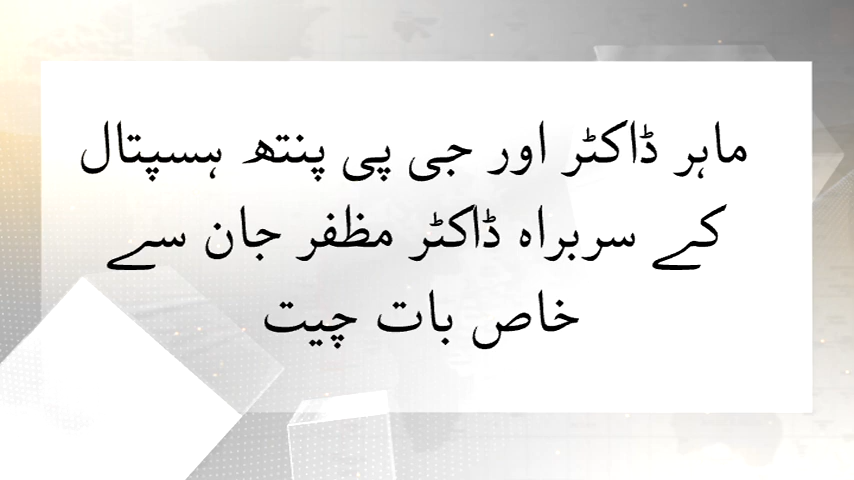 ماہر ڈاکٹر اور جی پی پنتھ ہسپتال
کے سربراہ ڈاکٹر مظفر جان سے
خاص بات چیت